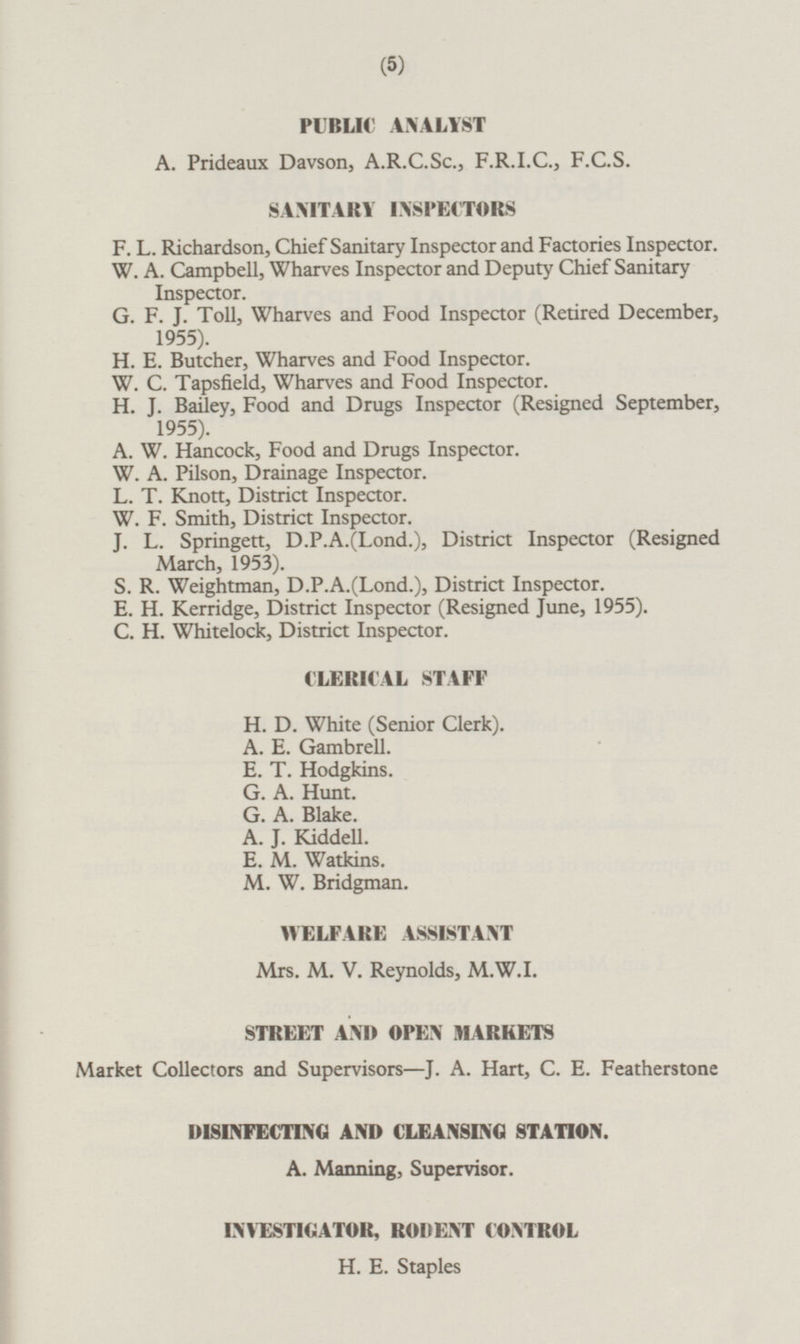 (5)
PUBLIC ANALYST
A. Prideaux Davson, A.R.C.Sc., F.R.I.C., F.C.S.
SANITARY INSPECTORS
F. L. Richardson, Chief Sanitary Inspector and Factories Inspector.
W. A. Campbell, Wharves Inspector and Deputy Chief Sanitary
Inspector.
G. F. J. Toll, Wharves and Food Inspector (Retired December,
1955).
H. E. Butcher, Wharves and Food Inspector.
W. C. Tapsfield, Wharves and Food Inspector.
H. J. Bailey, Food and Drugs Inspector (Resigned September,
1955).
A. W. Hancock, Food and Drugs Inspector.
W. A. Pilson, Drainage Inspector.
L. T. Knott, District Inspector.
W. F. Smith, District Inspector.
J. L. Springett, D.P.A.(Lond.), District Inspector (Resigned
March, 1953).
S. R. Weightman, D.P.A.(Lond.), District Inspector.
E. H. Kerridge, District Inspector (Resigned June, 1955).
C. H. Whitelock, District Inspector.
CLERICAL STAFF
H. D. White (Senior Clerk).
A. E. Gambrell.
E. T. Hodgkins.
G. A. Hunt.
G. A. Blake.
A. J. Kiddell.
E. M. Watkins.
M. W. Bridgman.
WELFARE ASSISTANT
Mrs. M. V. Reynolds, M.W.I.
STREET AND OPEN MARKETS
Market Collectors and Supervisors—J. A. Hart, C. E. Featherstone
DISINFECTING AND CLEANSING STATION.
A. Manning, Supervisor.
INVESTIGATOR, RODENT CONTROL
H. E. Staples